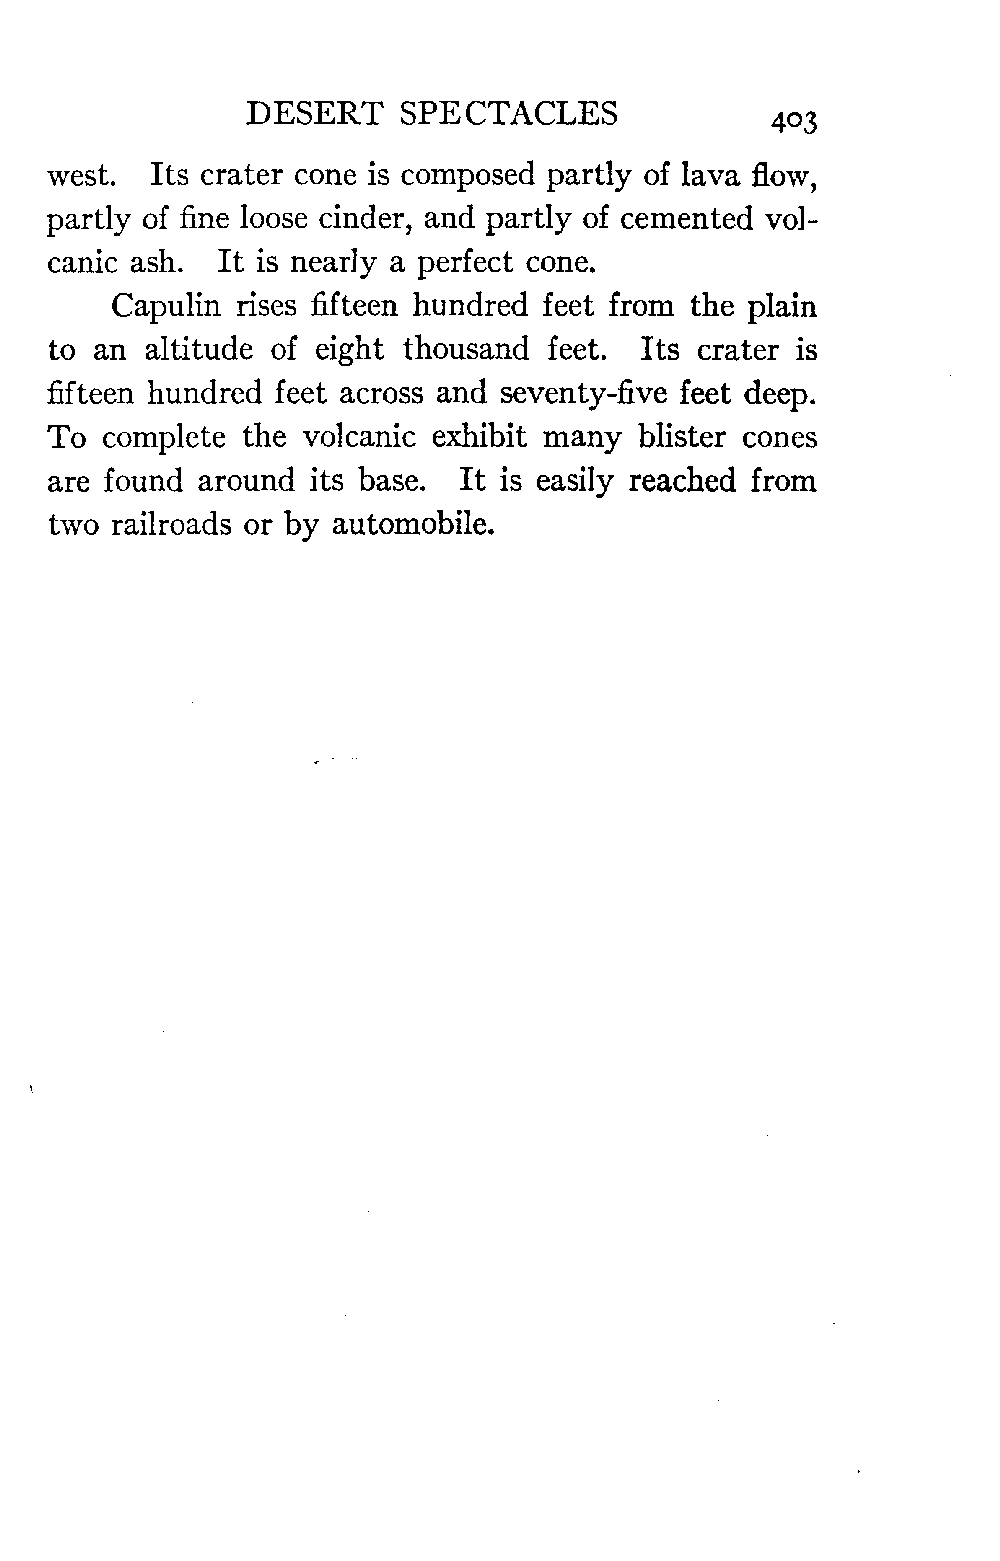 DESERT SPECTACLES 403
west. Its crater cone is composed partly of lava flow,
partly of fine loose cinder, and partly of cemented vol-
canic ash. It is nearly a perfect cone.
Capulin rises fifteen hundred feet from the plain
to an altitude of eight thousand feet. Its crater is
fifteen hundred feet across and seventy-five feet deep.
To complete the volcanic exhibit many blister cones
are found around its base. It is easily reached from
two railroads or by automobile.